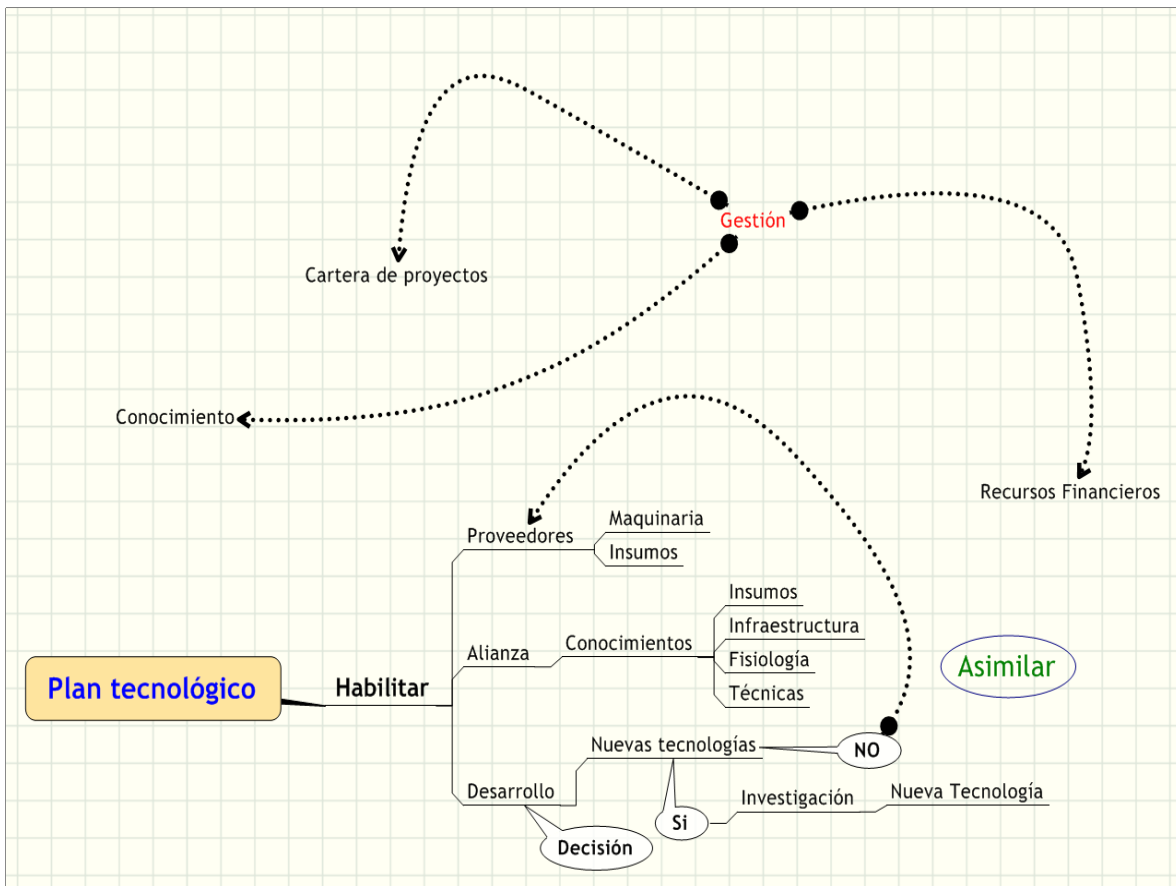 Gestión
Cartera de proyectos
Conocimiento
Recursos Financieros
Proveedores
Maquinaria
Insumos
Alianza
Conocimientos
Insumos
Infraestructura
Fisiología
Técnicas
Asimilar
Plan tecnológico
Habilitar
Nuevas tecnologías
NO
Desarrollo
Decisión
Si
Investigación
Nueva Tecnología